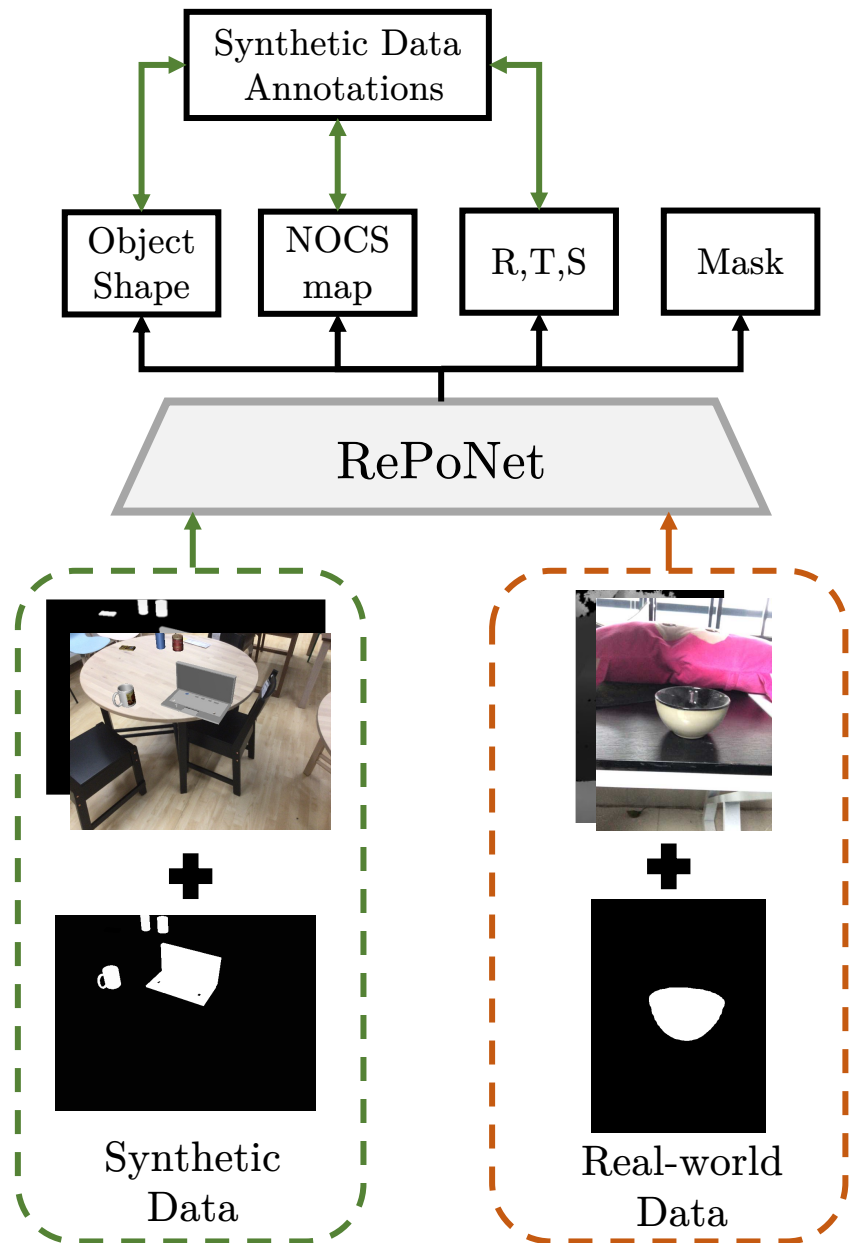 Synthetic Data
Annotations
Object
Shape
NOCS
map
R,T,S
Mask
RePoNet
Synthetic
Data
Real-world
Data